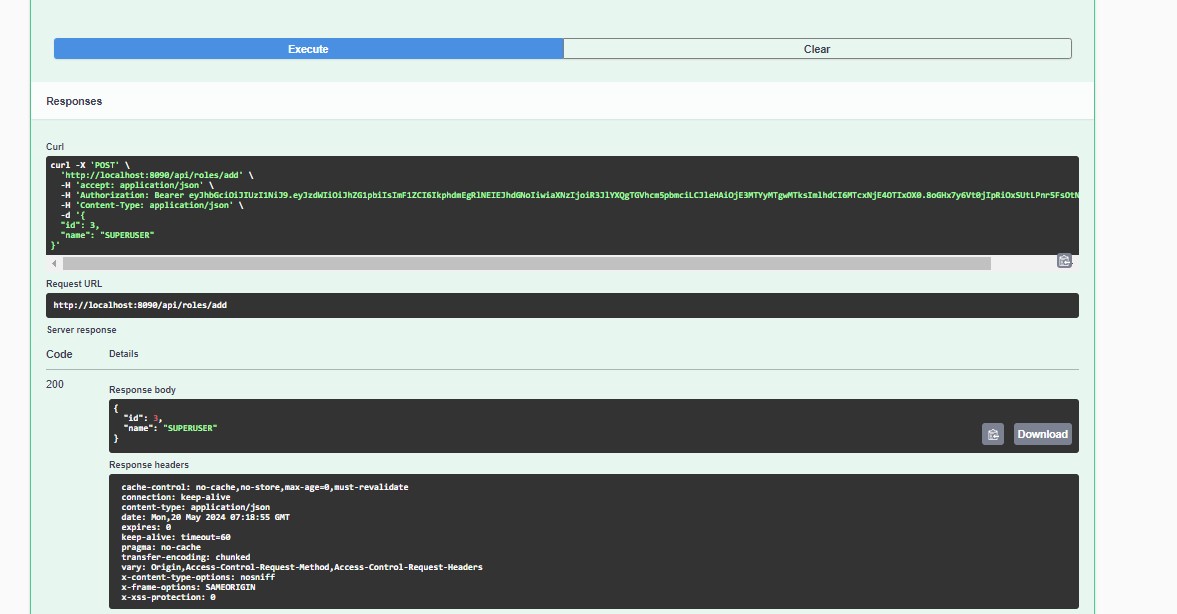 Execute
Clear
Responses
Curl
curl -X 'POST' \
'http://localhost:8090/api/roles/add' \
-H 'accept: application/json' \
-H 'Authorization: Bearer
-H 'Content-Type: application/json' \
-d '{
"id": 3,
"name": "SUPERUSER"
}'
Request URL
http://localhost:8090/api/roles/add
Server response
Code
Details
200
Response body
{
"id": 3,
"name": "SUPERUSER"
}
Download
Response headers
cache-control: no-cache,no-store,max-age=0,must-revalidate
connection: keep-alive
content-type: application/json
date: Mon,20 May 2024 07:18:55 GMT
expires: 0
keep-alive: timeout=60
pragma: no-cache
transfer-encoding: chunked
vary: Origin,Access-Control-Request-Method,Access-Control-Request-Headers
x-content-type-options: nosniff
x-frame-options: SAMEORIGIN
x-xss-protection: 0